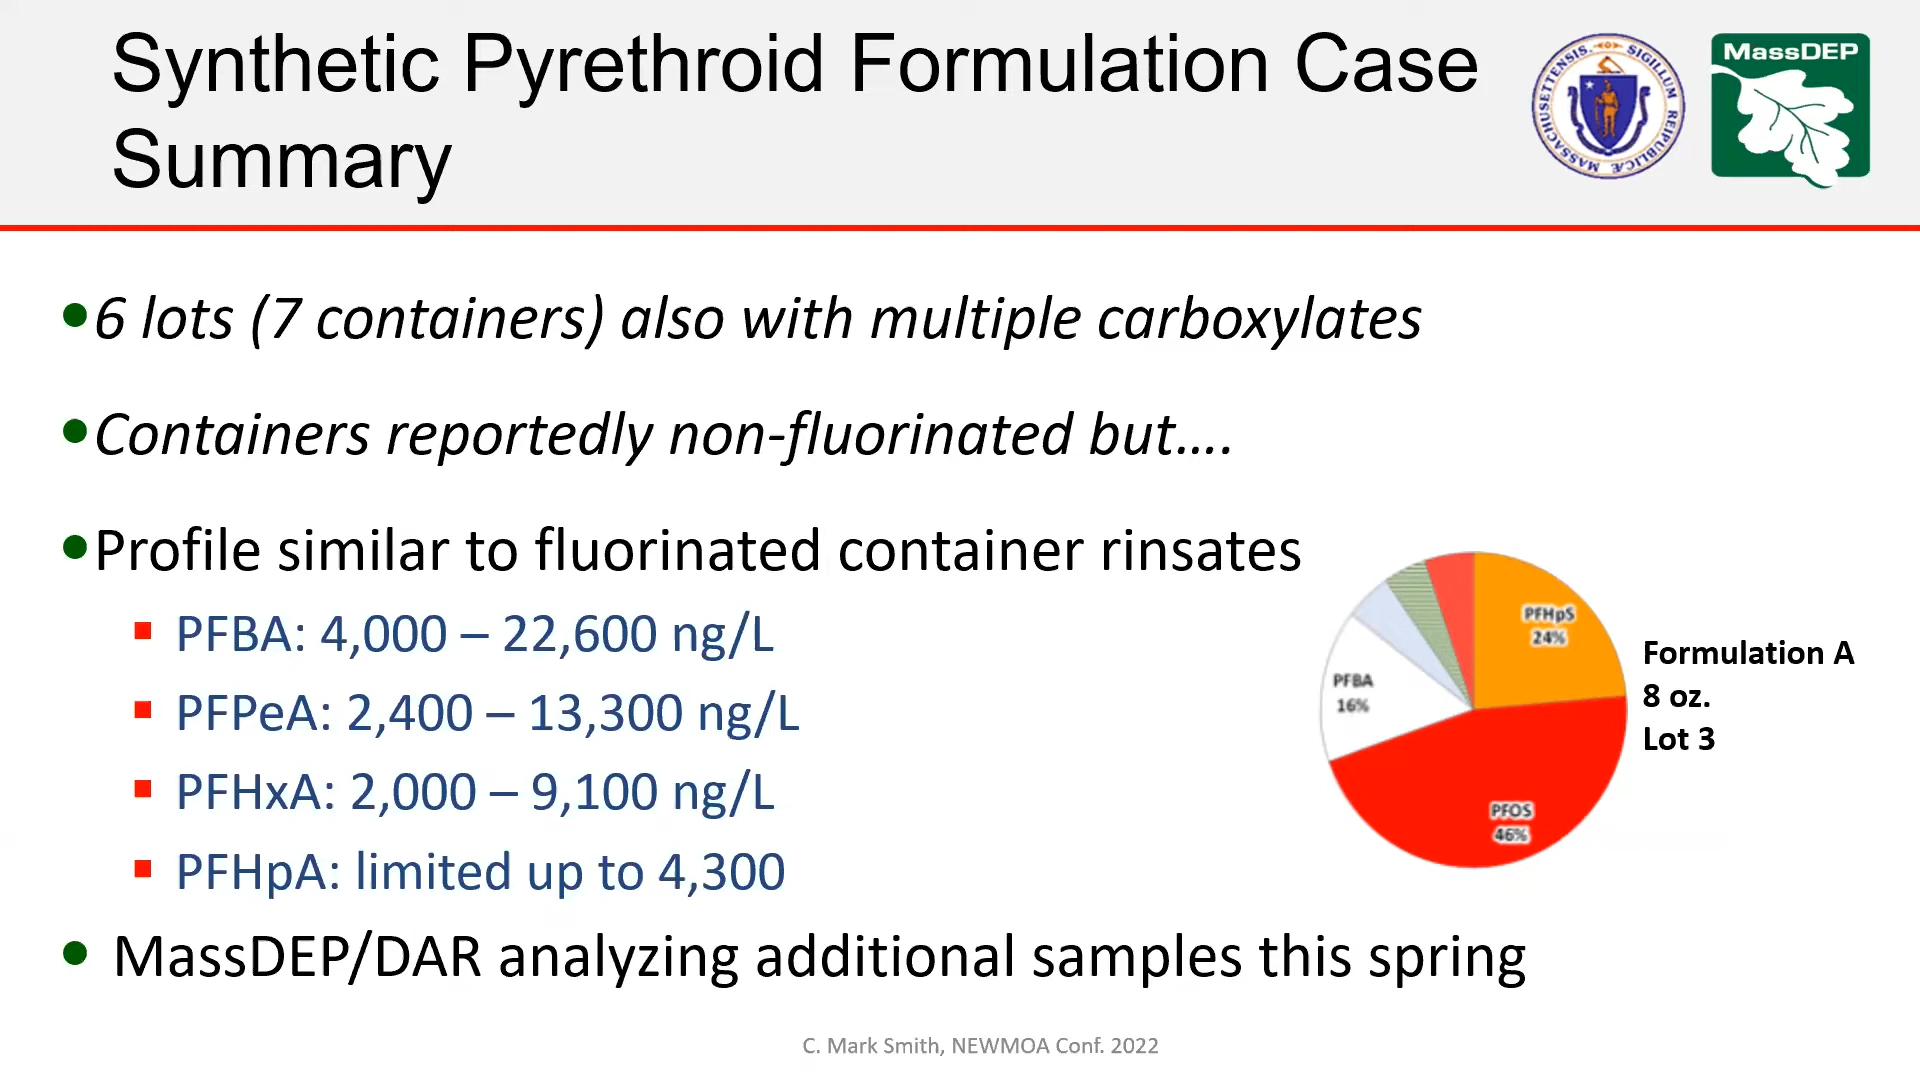 Synthetic Pyrethroid Formulation Case
Summary
MASSACHUSETTENSIS. SIGILLUM REIPUBLICÆ
MassDEP
•6 lots (7 containers) also with multiple carboxylates
•Containers reportedly non-fluorinated but....
•Profile similar to fluorinated container rinsates
▪ PFBA: 4,000 – 22,600 ng/L
▪ PFPeA: 2,400 – 13,300 ng/L
▪ PFHxA: 2,000 – 9,100 ng/L
▪ PFHpA: limited up to 4,300
PFHpS
24%
PFBA
16%
PFOS
46%
Formulation A
8 oz.
Lot 3
• MassDEP/DAR analyzing additional samples this spring
C. Mark Smith, NEWMOA Conf. 2022